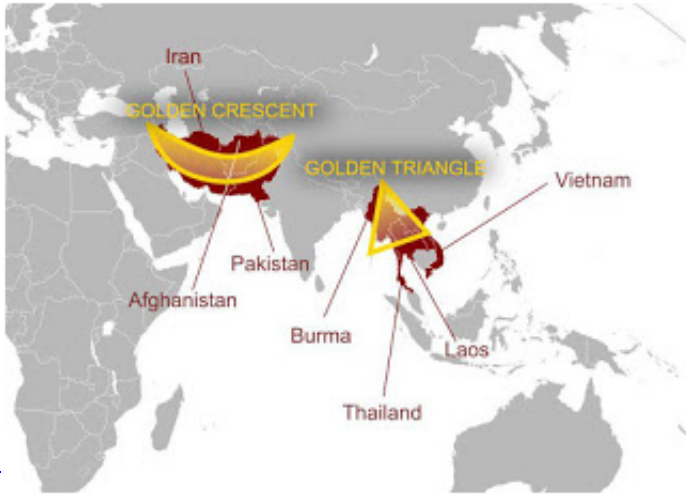 Iran
GOLDEN CRESCENT
GOLDEN TRIANGLE
Vietnam
Pakistan
Afghanistan
Burma
Laos
Thailand